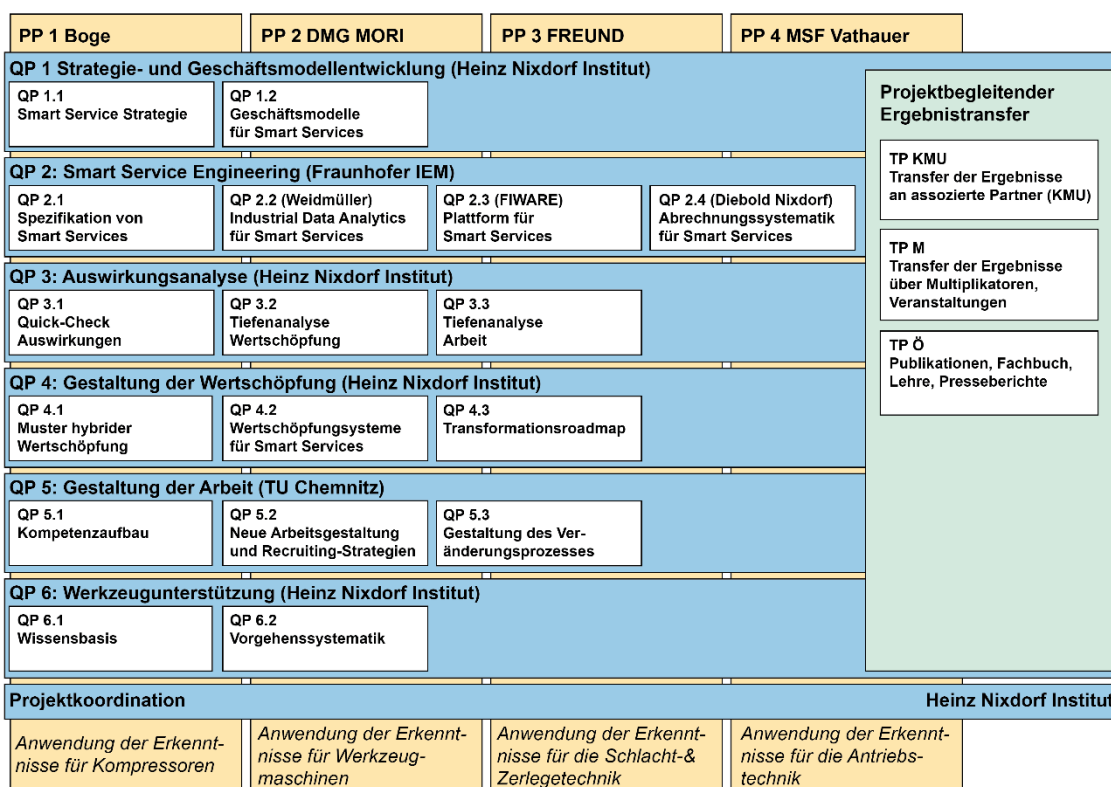 PP 1 Boge
PP 2 DMG MORI
PP 3 FREUND
PP 4 MSF Vathauer
QP 1 Strategie- und Geschäftsmodellentwicklung (Heinz Nixdorf Institut)
QP 1.1
Smart Service Strategie
QP 1.2
Geschäftsmodelle
für Smart Services
QP 2: Smart Service Engineering (Fraunhofer IEM)
QP 2.1
Spezifikation von
Smart Services
QP 2.2 (Weidmüller)
Industrial Data Analytics
für Smart Services
QP 2.3 (FIWARE)
Plattform für
Smart Services
QP 2.4 (Diebold Nixdorf)
Abrechnungssystematik
für Smart Services
QP 3: Auswirkungsanalyse (Heinz Nixdorf Institut)
QP 3.1
Quick-Check
Auswirkungen
QP 3.2
Tiefenanalyse
Wertschöpfung
QP 3.3
Tiefenanalyse
Arbeit
QP 4: Gestaltung der Wertschöpfung (Heinz Nixdorf Institut)
QP 4.1
Muster hybrider
Wertschöpfung
QP 4.2
Wertschöpfungsysteme
für Smart Services
QP 4.3
Transformationsroadmap
QP 5: Gestaltung der Arbeit (TU Chemnitz)
QP 5.1
Kompetenzaufbau
QP 5.2
Neue Arbeitsgestaltung
und Recruiting-Strategien
QP 5.3
Gestaltung des Ver-
änderungsprozesses
QP 6: Werkzeugunterstützung (Heinz Nixdorf Institut)
QP 6.1
Wissensbasis
QP 6.2
Vorgehenssystematik
Projektbegleitender
Ergebnistransfer
TP KMU
Transfer der Ergebnisse
an assozierte Partner (KMU)
TP M
Transfer der Ergebnisse
über Multiplikatoren,
Veranstaltungen
TP Ö
Publikationen, Fachbuch,
Lehre, Presseberichte
Projektkoordination
Heinz Nixdorf Institut
Anwendung der Erkennt-
nisse für Kompressoren
Anwendung der Erkennt-
nisse für Werkzeug-
maschinen
Anwendung der Erkennt-
nisse für die Schlacht-&
Zerlegetechnik
Anwendung der Erkennt-
nisse für die Antriebs-
technik